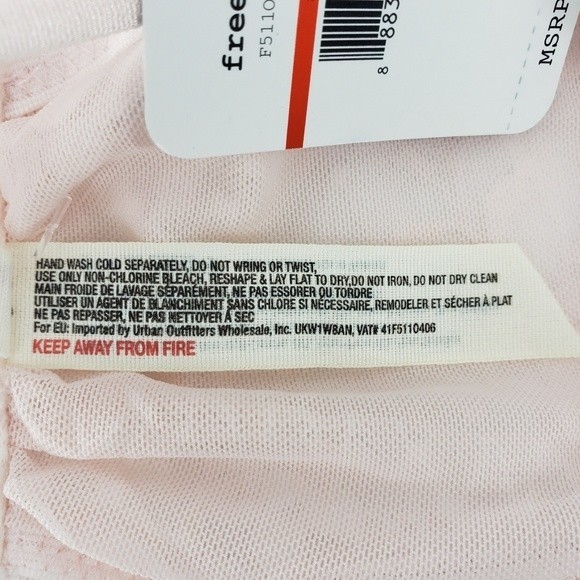 free
F5110
8 883
MSRP
HAND WASH COLD SEPARATELY, DO NOT WRING OR TWIST,
USE ONLY NON-CHLORINE BLEACH, RESHAPE & LAY FLAT TO DRY,DO NOT IRON, DO NOT DRY CLEAN
MAIN FROIDE DE LAVAGE SÉPARÉMENT, NE PAS ESSORER OU TORDRE
UTILISER UN AGENT DE BLANCHIMENT SANS CHLORE SI NÉCESSAIRE, REMODELER ET SÉCHER À PLAT
NE PAS REPASSER, NE PAS NETTOYER À SEC
For EU: Imported by Urban Outfitters Wholesale, Inc. UKW1W8AN, VAT# 41F5110406
KEEP AWAY FROM FIRE